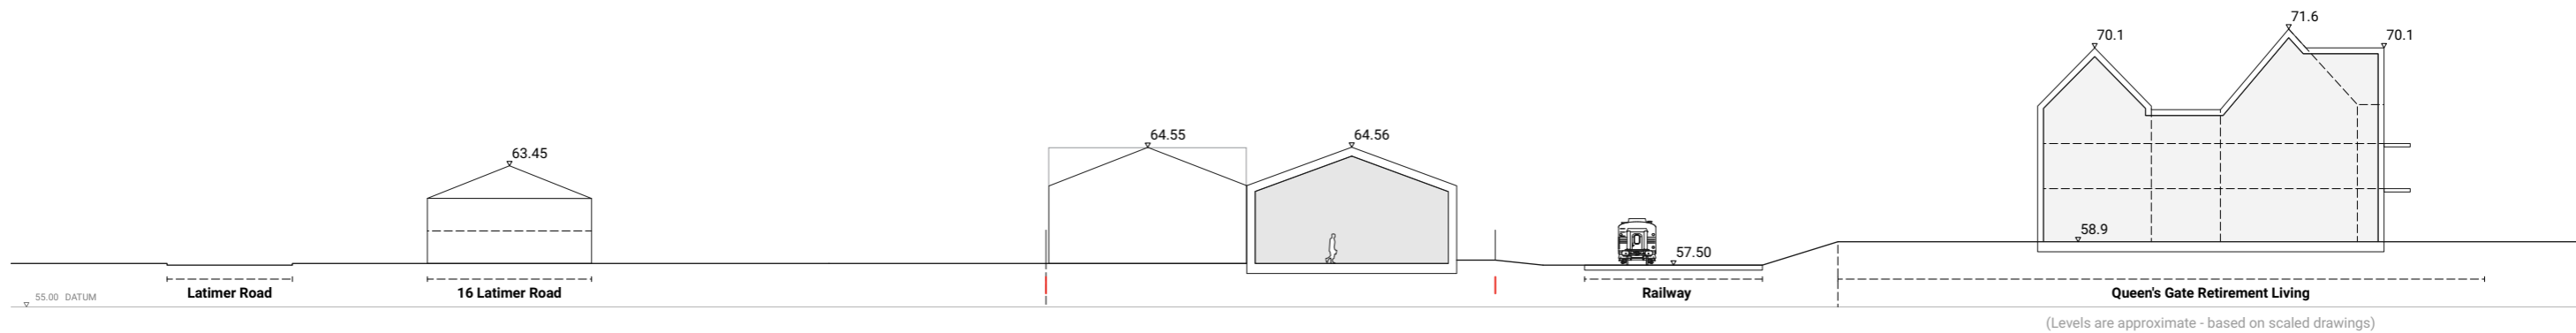 71.6
70.1
70.1
64.55
64.56
63.45
58.9
57.50
Latimer Road
16 Latimer Road
Railway
Queen's Gate Retirement Living
55.00 DATUM
(Levels are approximate - based on scaled drawings)